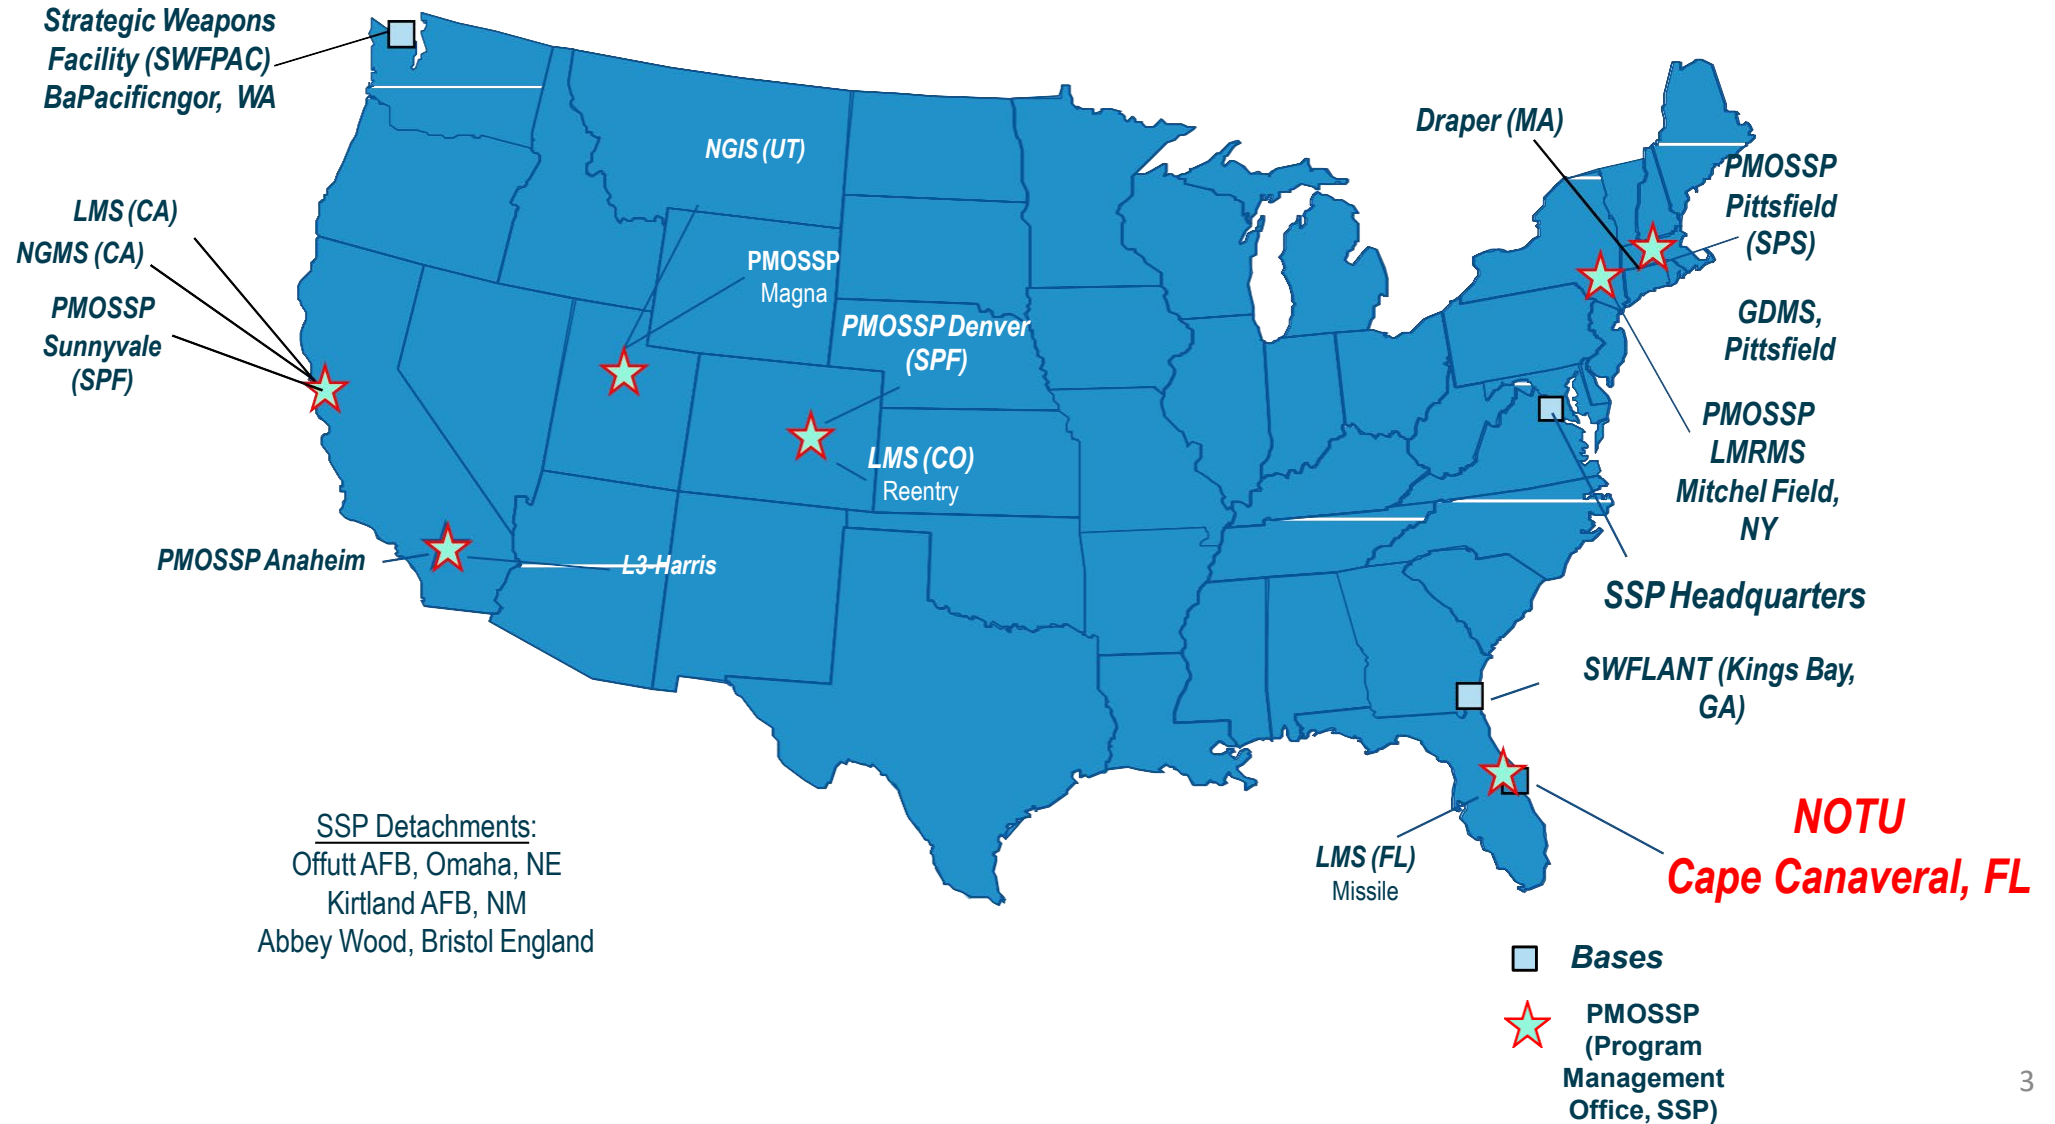 Strategic Weapons
Facility (SWFPAC)
BaPacificngor, WA
LMS (CA)
NGMS (CA)
PMOSSP
Sunnyvale
(SPF)
PMOSSP Anaheim
NGIS (UT)
PMOSSP
Magna
PMOSSP Denver
(SPF)
LMS (CO)
Reentry
L3-Harris
Draper (MA)
PMOSSP
Pittsfield
(SPS)
GDMS,
Pittsfield
PMOSSP
LMRMS
Mitchel Field,
NY
SSP Headquarters
SWFLANT (Kings Bay,
GA)
NOTU
Cape Canaveral, FL
LMS (FL)
Missile
SSP Detachments:
Offutt AFB, Omaha, NE
Kirtland AFB, NM
Abbey Wood, Bristol England
Bases
PMOSSP
(Program
Management
Office, SSP)
3